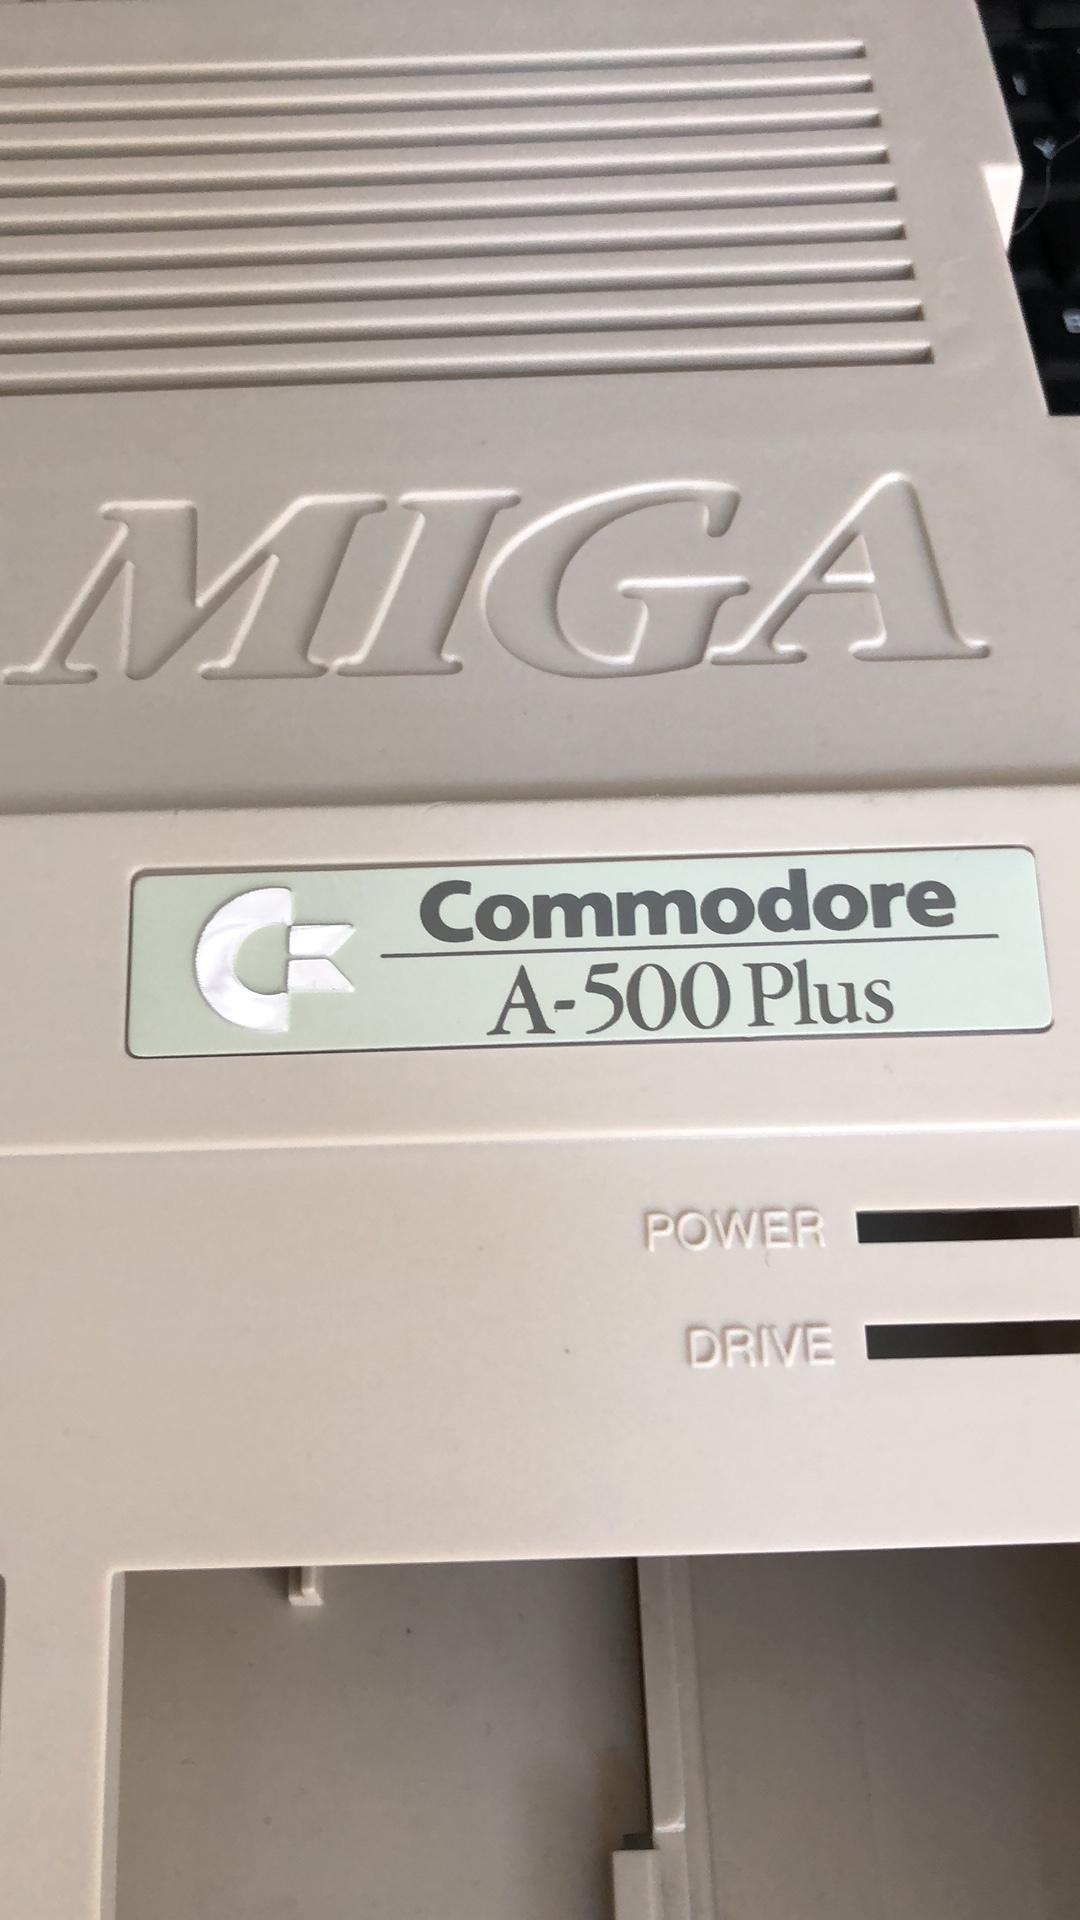 MIGA
Commodore
A-500 Plus
POWER
DRIVE